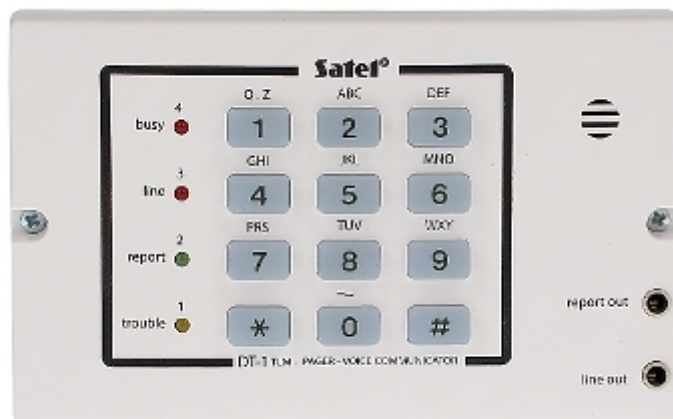 Satel
Q. Z ABC DEF
4
busy 1 2 3
GHI JKL MNO
3
line 4 5 6
PRS TUV WXY
2
report 7 8 9
1
trouble * 0 #
report out
DT-1 PAGER - VOICE COMMUNICATOR
line out